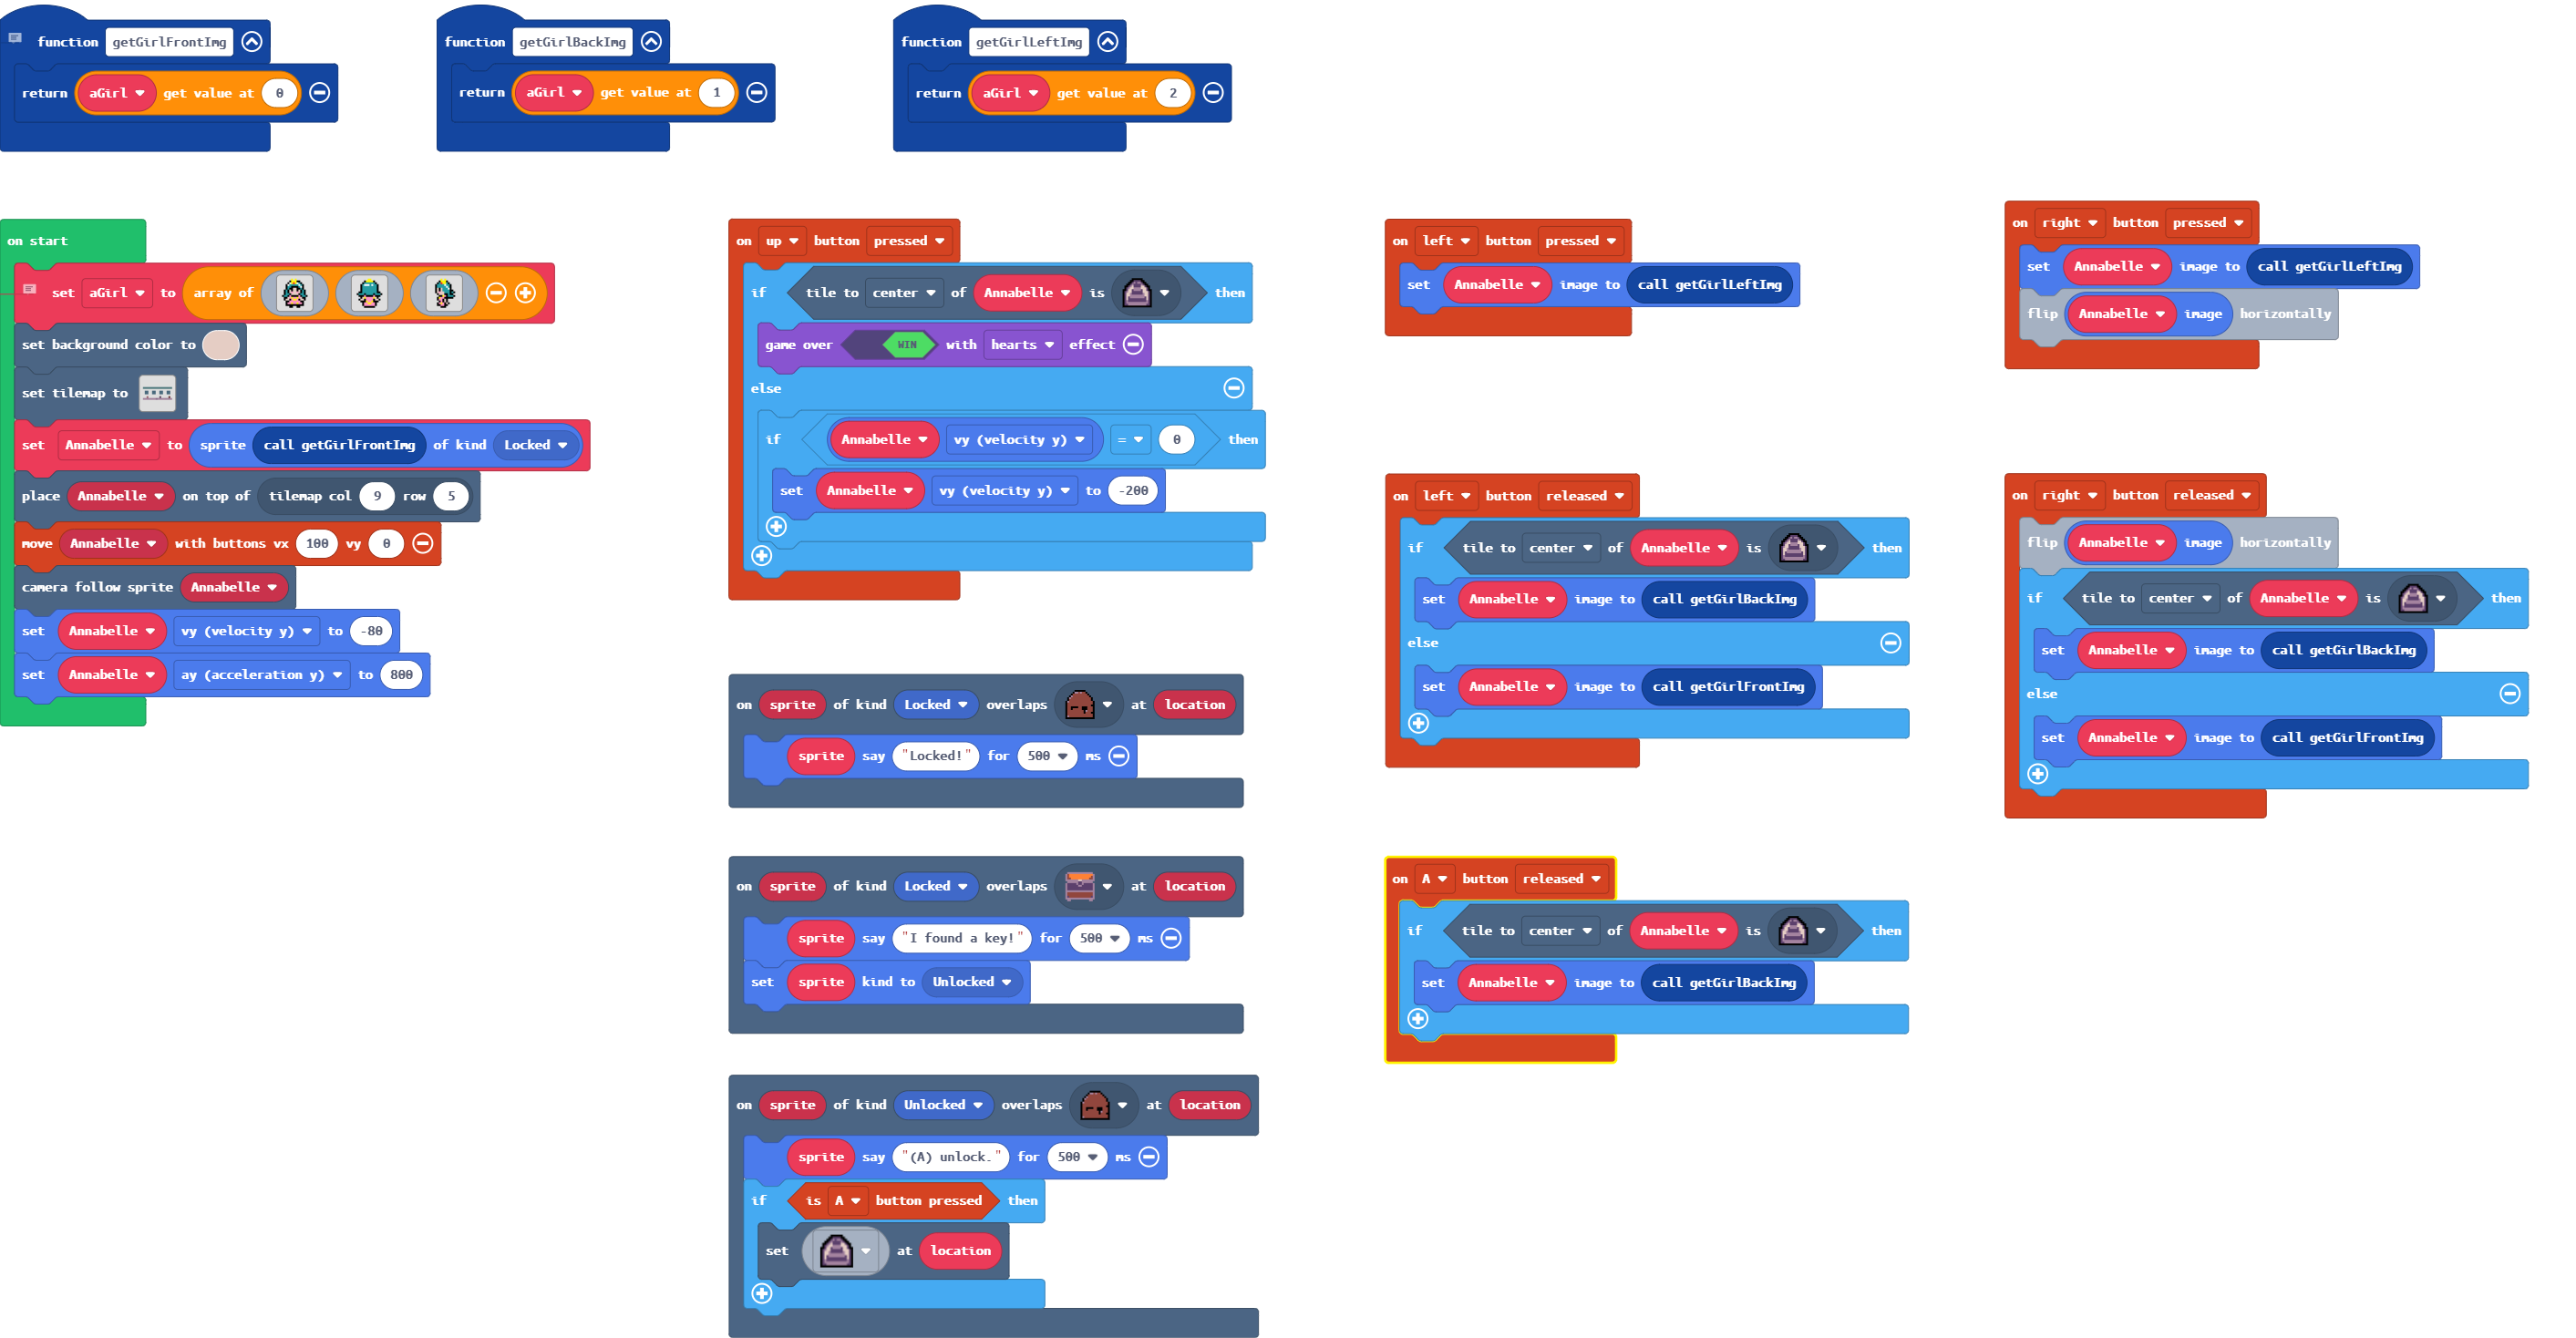 function getGirlFrontImg
return aGirl get value at 0
function getGirlBackImg
return aGirl get value at 1
function getGirlLeftImg
return aGirl get value at 2
on start
set aGirl to array of
set background color to
set tilemap to
set Annabelle to sprite call getGirlFrontImg of kind Locked
place Annabelle on top of tilemap col 9 row 5
move Annabelle with buttons vx 100 vy 0
camera follow sprite Annabelle
set Annabelle vy (velocity y) to -80
set Annabelle ay (acceleration y) to 800
on up button pressed
if tile to center of Annabelle is then
game over WIN with hearts effect
else
if Annabelle vy (velocity y) = 0 then
set Annabelle vy (velocity y) to -200
on sprite of kind Locked overlaps at location
sprite say "Locked!" for 500 ms
on sprite of kind Locked overlaps at location
sprite say "I found a key!" for 500 ms
set sprite kind to Unlocked
on sprite of kind Unlocked overlaps at location
sprite say "(A) unlock." for 500 ms
if is A button pressed then
set at location
on left button pressed
set Annabelle image to call getGirlLeftImg
on left button released
if tile to center of Annabelle is then
set Annabelle image to call getGirlBackImg
else
set Annabelle image to call getGirlFrontImg
on A button released
if tile to center of Annabelle is then
set Annabelle image to call getGirlBackImg
on right button pressed
set Annabelle image to call getGirlLeftImg
flip Annabelle image horizontally
on right button released
flip Annabelle image horizontally
if tile to center of Annabelle is then
set Annabelle image to call getGirlBackImg
else
set Annabelle image to call getGirlFrontImg